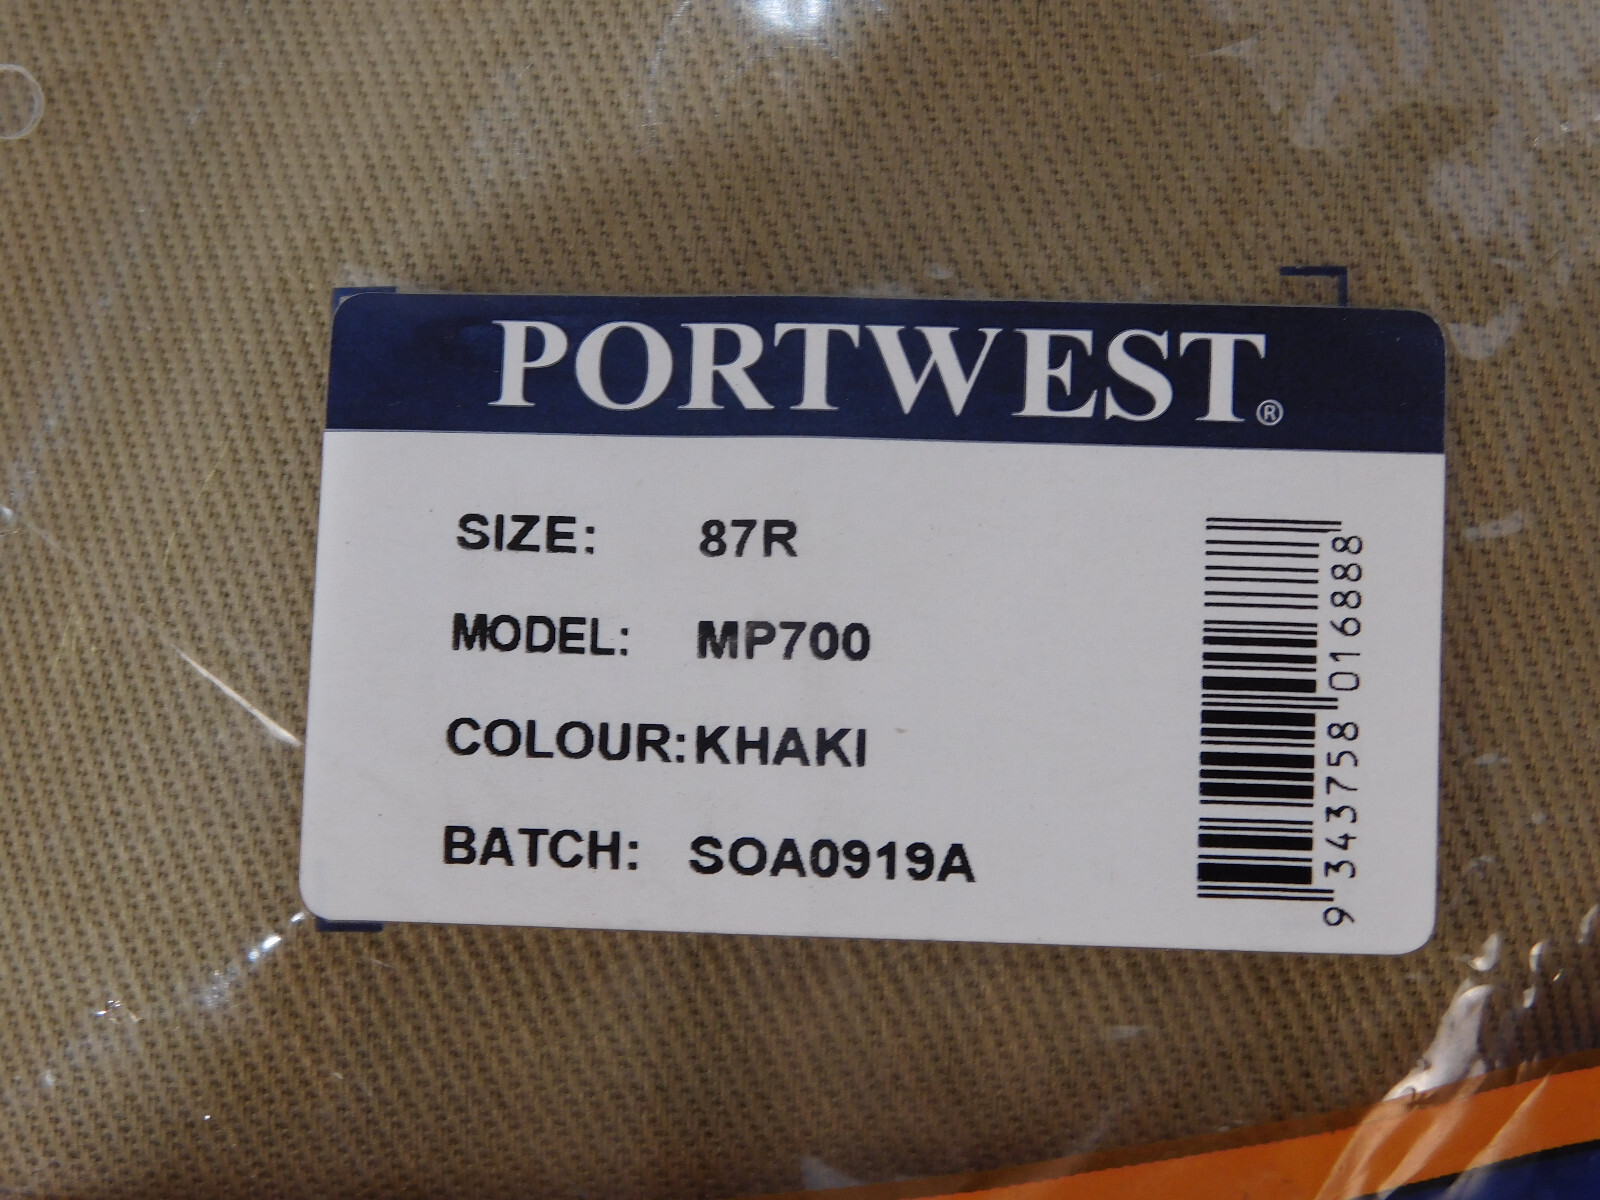 PORTWEST®
SIZE: 87R
MODEL: MP700
COLOUR: KHAKI
BATCH: SOA0919A
9 343758 016888